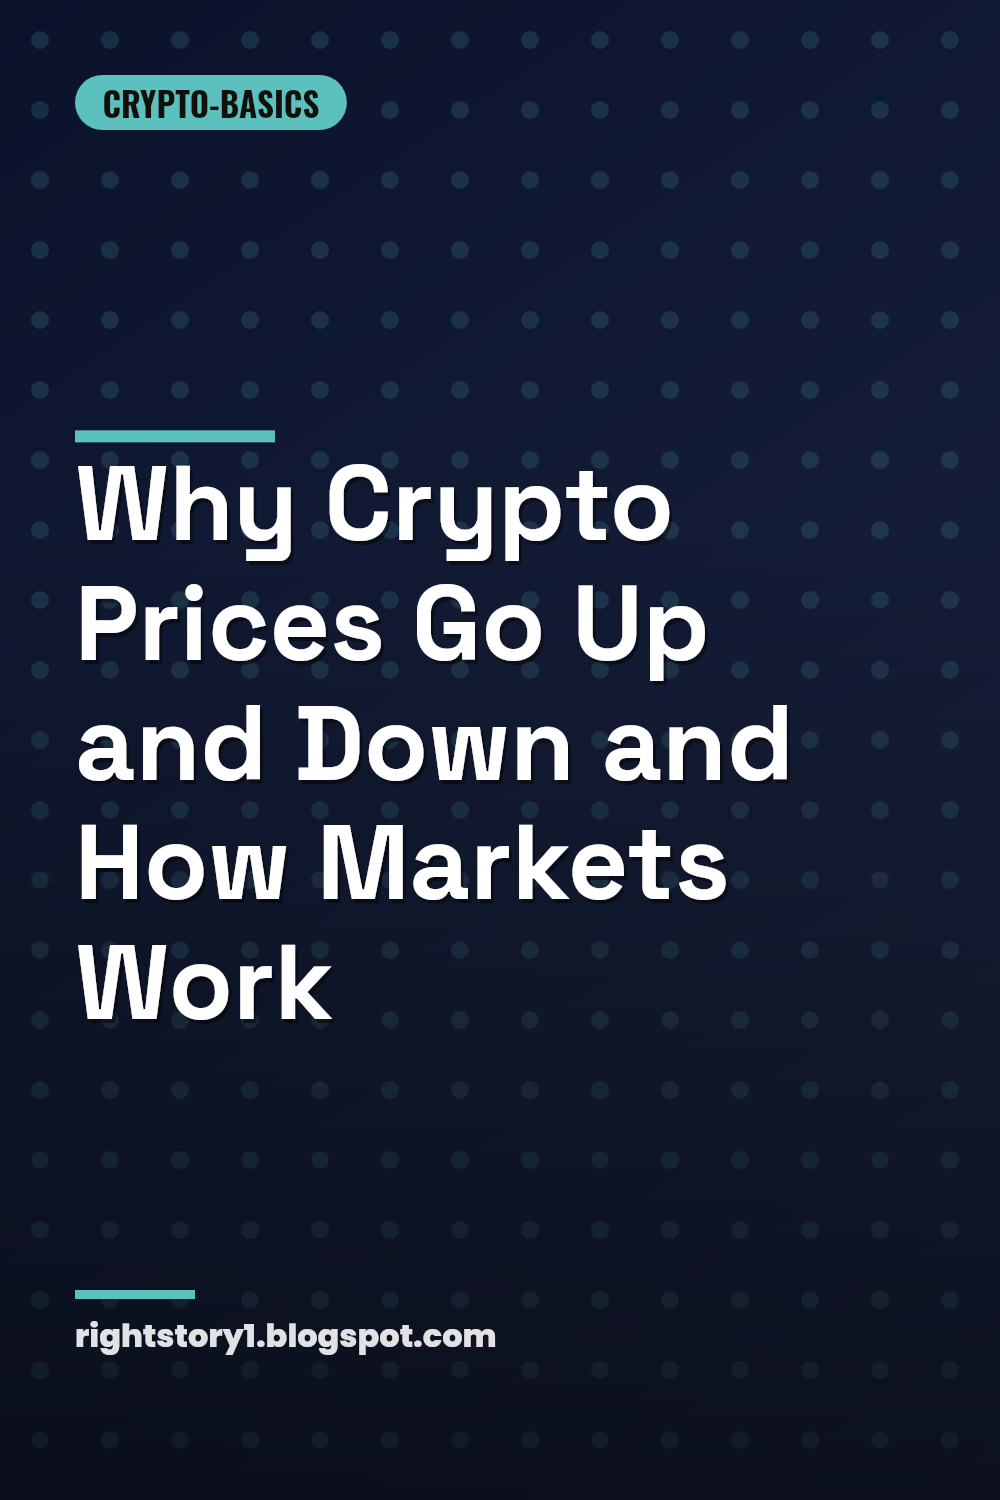 CRYPTO-BASICS
Why Crypto
Prices Go Up
and Down and
How Markets
Work
rightstory1.blogspot.com